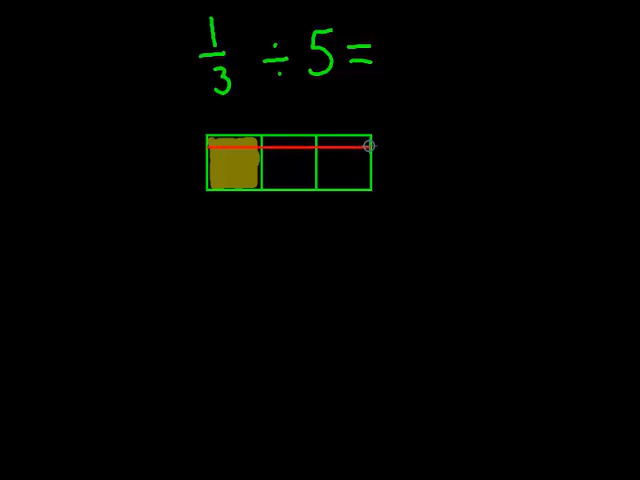 1/3 ÷ 5 =